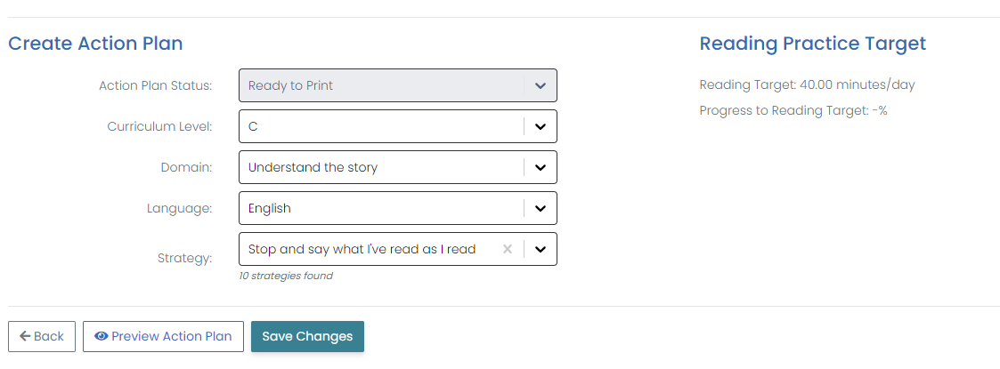 Create Action Plan
Action Plan Status: Ready to Print
Curriculum Level: C
Domain: Understand the story
Language: English
Strategy: Stop and say what I've read as I read
10 strategies found
Reading Practice Target
Reading Target: 40.00 minutes/day
Progress to Reading Target: -%
Back Preview Action Plan Save Changes